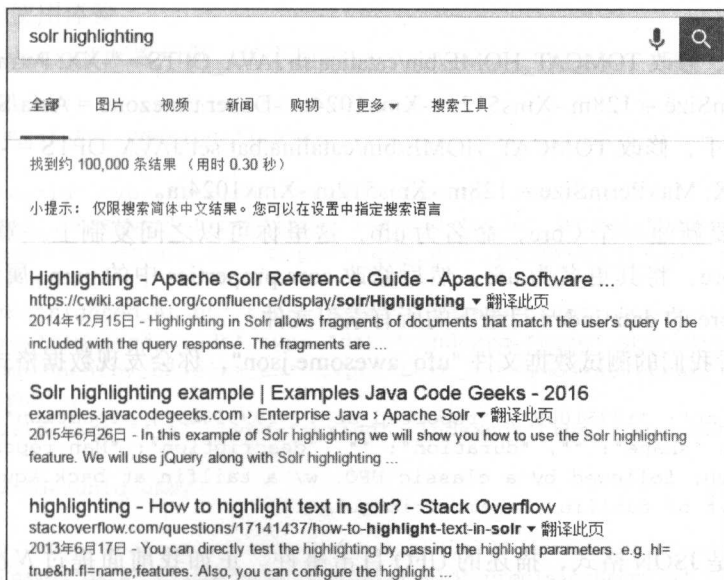 solr highlighting
全部 图片 视频 新闻 购物 更多 搜索工具
找到约 100,000 条结果 （用时 0.30 秒）
小提示： 仅限搜索简体中文结果。您可以在设置中指定搜索语言
Highlighting - Apache Solr Reference Guide - Apache Software ...
https://cwiki.apache.org/confluence/display/solr/Highlighting ▼ 翻译此页
2014年12月15日 - Highlighting in Solr allows fragments of documents that match the user's query to be
included with the query response. The fragments are ...
Solr highlighting example | Examples Java Code Geeks - 2016
examples.javacodegeeks.com › Enterprise Java › Apache Solr ▼ 翻译此页
2015年6月26日 - In this example of Solr highlighting we will show you how to use the Solr highlighting
feature. We will use jQuery along with Solr highlighting ...
highlighting - How to highlight text in solr? - Stack Overflow
stackoverflow.com/questions/17141437/how-to-highlight-text-in-solr ▼ 翻译此页
2013年6月17日 - You can directly test the highlighting by passing the highlight parameters. e.g. hl=
true&hl.fl=name,features. Also, you can configure the highlight ...